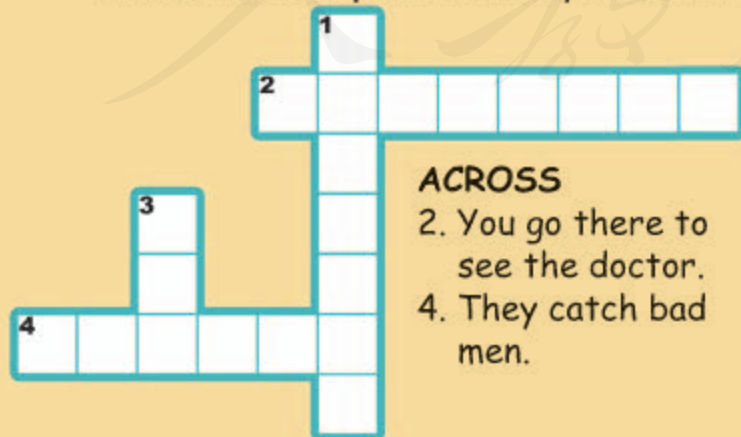 1
2
3
4
ACROSS
2. You go there to
see the doctor.
4. They catch bad
men.